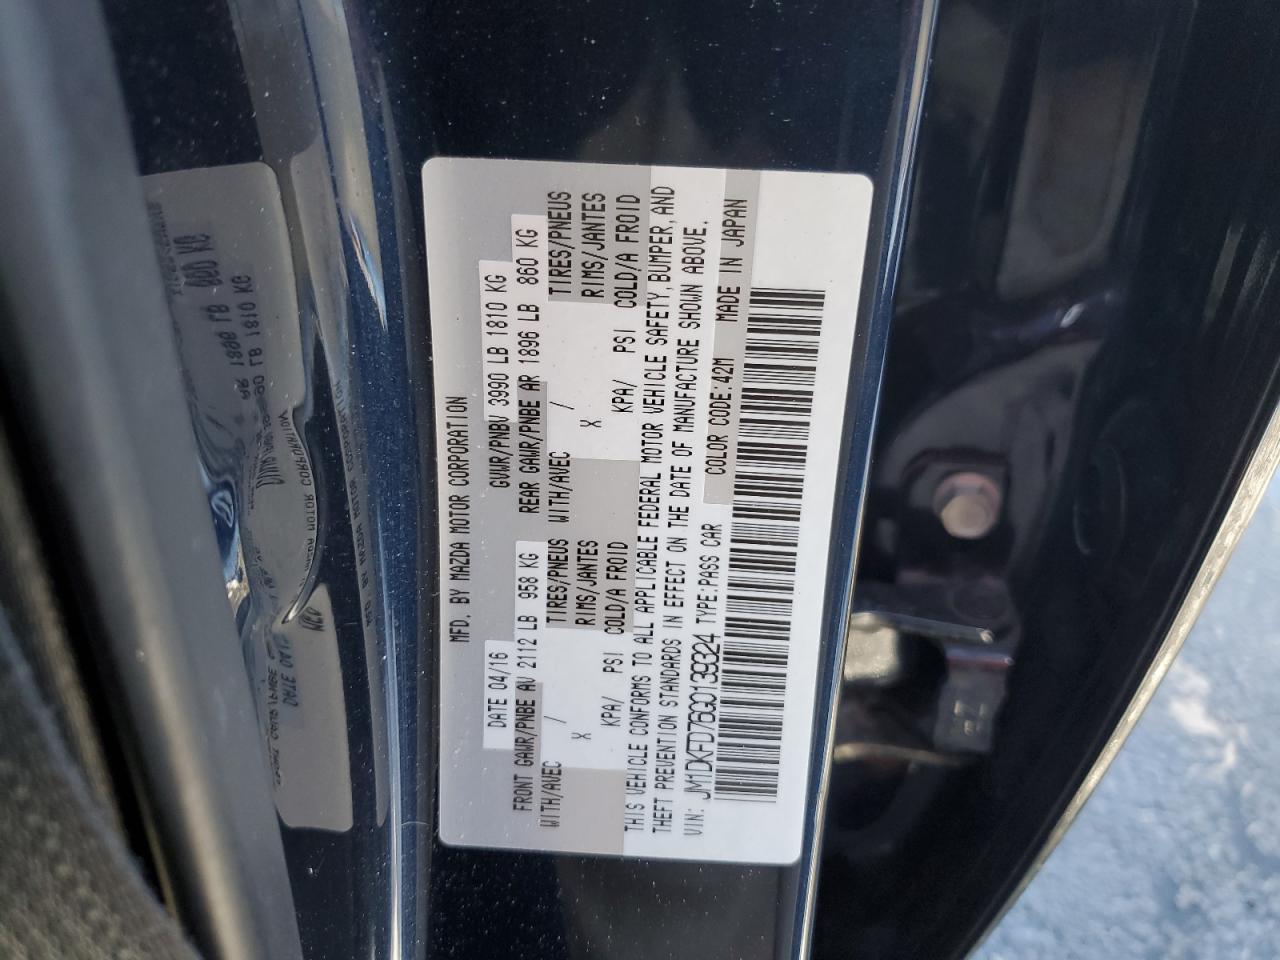 MFD. BY MAZDA MOTOR CORPORATION
DATE 04/16 GVWR/PNBV 3990 LB 1810 KG
FRONT GAWR/PNBE AV 2112 LB 958 KG REAR GAWR/PNBE AR 1896 LB 860 KG
WITH/AVEC / TIRES/PNEUS WITH/AVEC / TIRES/PNEUS
X RIMS/JANTES X RIMS/JANTES
KPA/ PSI COLD/A FROID KPA/ PSI COLD/A FROID
THIS VEHICLE CONFORMS TO ALL APPLICABLE FEDERAL MOTOR VEHICLE SAFETY, BUMPER, AND
THEFT PREVENTION STANDARDS IN EFFECT ON THE DATE OF MANUFACTURE SHOWN ABOVE.
VIN: JM1DKFD76G0139324 TYPE:PASS CAR COLOR CODE:42M MADE IN JAPAN